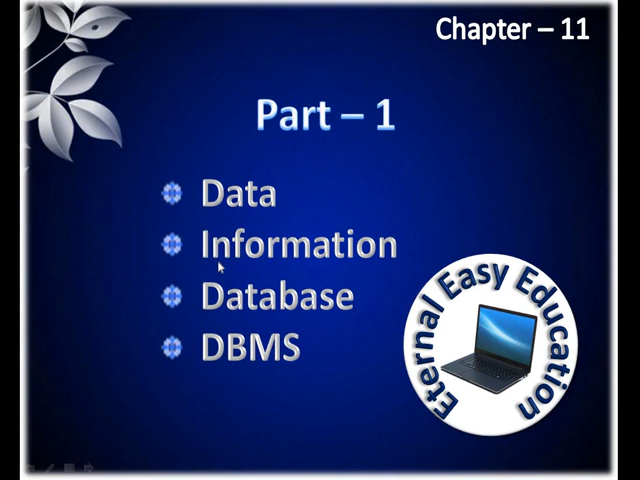 Chapter – 11
Part – 1
Data
Information
Database
DBMS
Eternal Easy Education